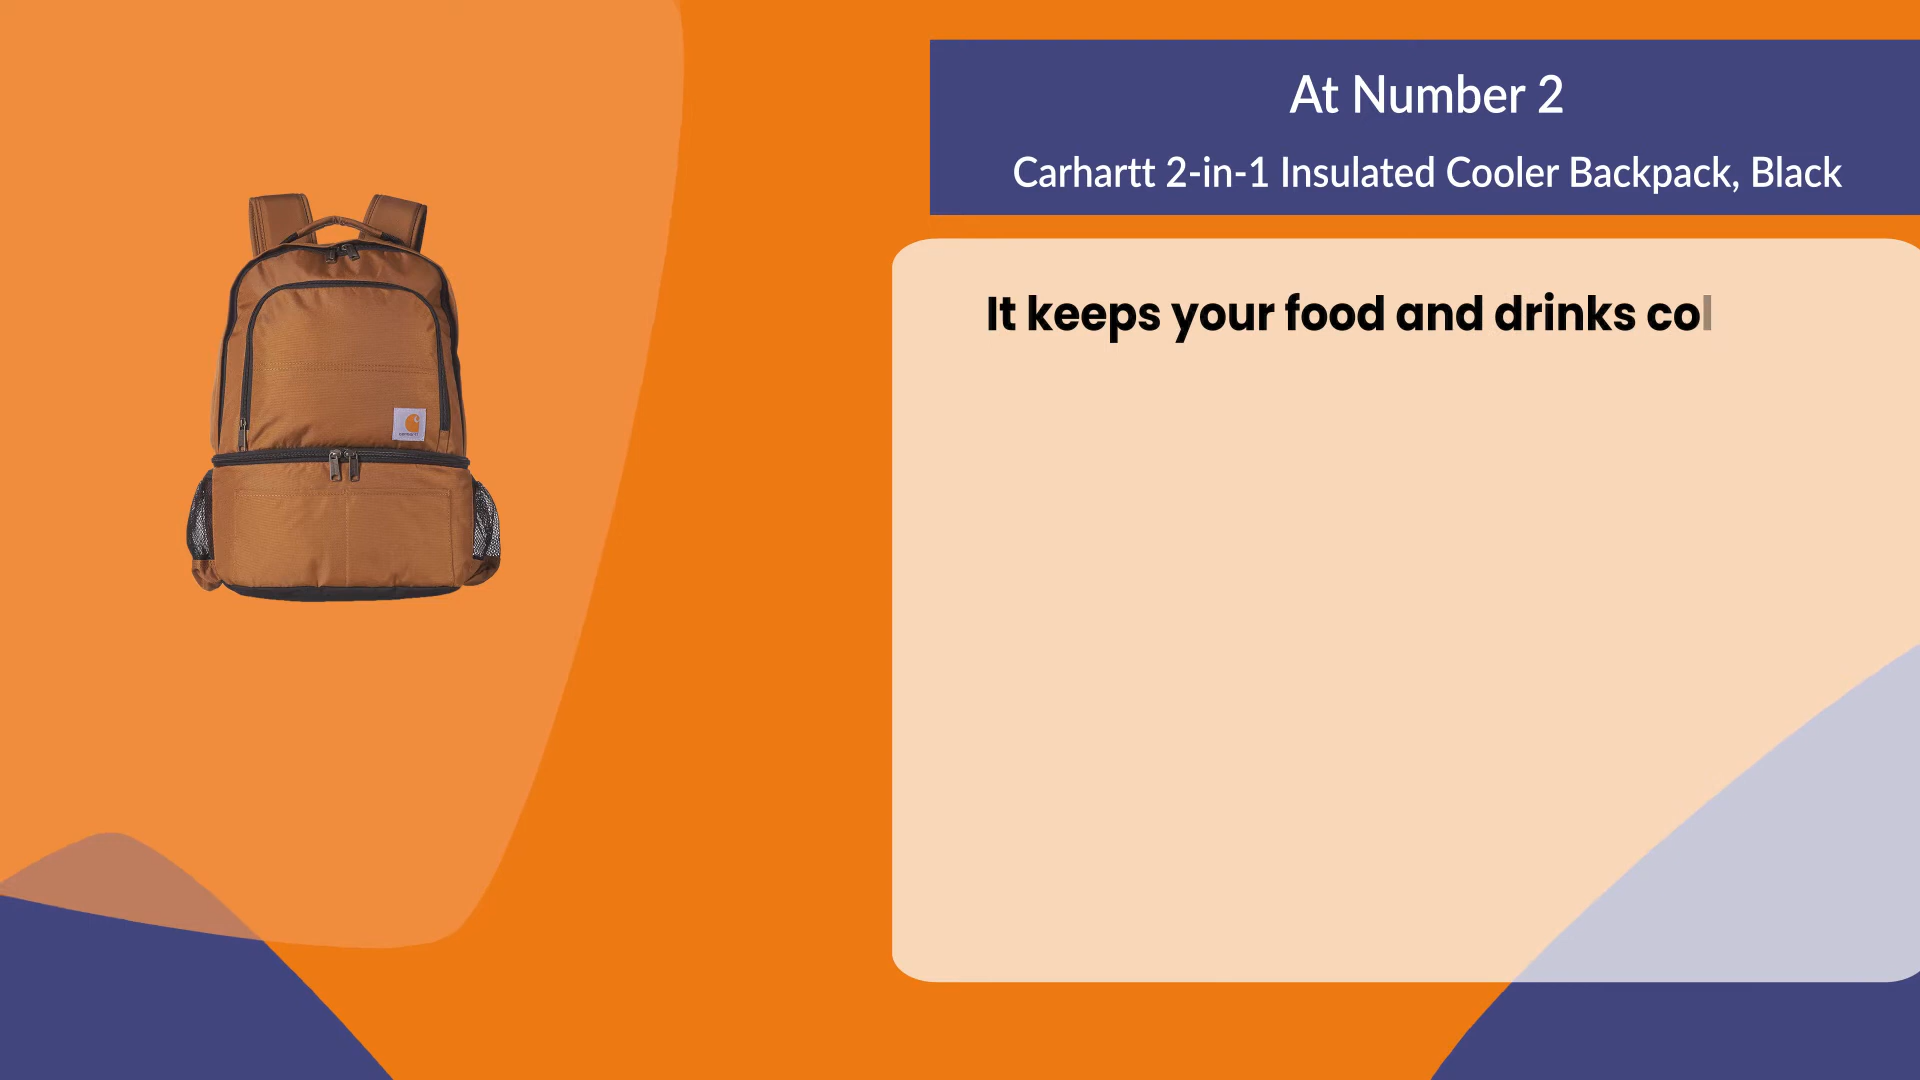 At Number 2
Carhartt 2-in-1 Insulated Cooler Backpack, Black
It keeps your food and drinks col